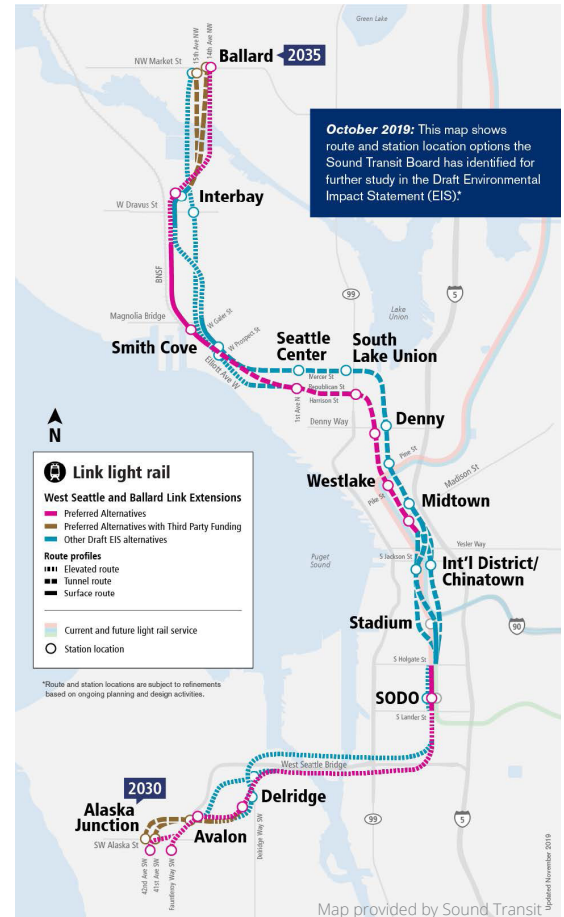 Green Lake
15th Ave NW
14th Ave NW
NW Market St
Ballard
2035
October 2019: This map shows
route and station location options the
Sound Transit Board has identified for
further study in the Draft Environmental
Impact Statement (EIS).*
Interbay
W Dravus St
BNSF
99
5
Lake
Union
Magnolia Bridge
W Galer St
W Prospect St
Smith Cove
Elliott Ave W
Seattle
Center
South
Lake Union
Mercer St
Republican St
Harrison St
1st Ave N
Denny Way
Denny
N
Pine St
Madison St
Westlake
Pike St
Midtown
Link light rail
West Seattle and Ballard Link Extensions
Preferred Alternatives
Preferred Alternatives with Third Party Funding
Other Draft EIS alternatives
Route profiles
Elevated route
Tunnel route
Surface route
Current and future light rail service
Station location
Puget
Sound
Yesler Way
S Jackson St
Int'l District/
Chinatown
Stadium
90
S Holgate St
*Route and station locations are subject to refinements
based on ongoing planning and design activities.
SODO
S Lander St
West Seattle Bridge
2030
Alaska
Junction
Delridge
Avalon
SW Alaska St
42nd Ave SW
41st Ave SW
Fauntleroy Way SW
Delridge Way SW
99
5
Updated November 2019
Map provided by Sound Transit